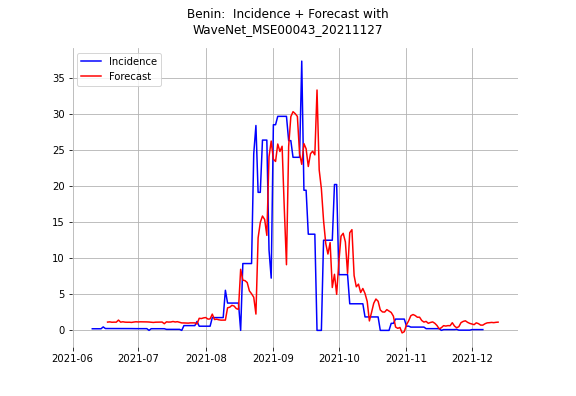 Benin:  Incidence + Forecast with
WaveNet_MSE00043_20211127
Incidence
Forecast
35
30
25
20
15
10
5
0
2021-06 2021-07 2021-08 2021-09 2021-10 2021-11 2021-12